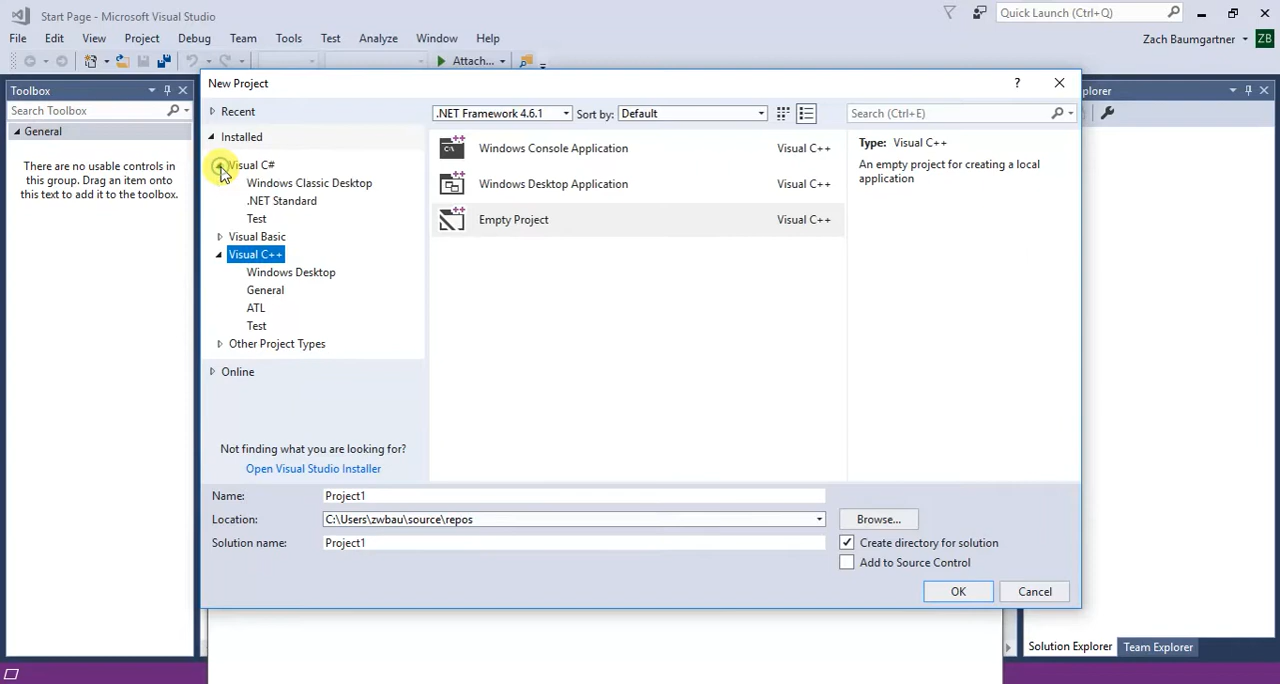 Start Page - Microsoft Visual Studio
Quick Launch (Ctrl+Q)
File Edit View Project Debug Team Tools Test Analyze Window Help
Zach Baumgartner ZB
Attach...
Toolbox
Search Toolbox
General
There are no usable controls in
this group. Drag an item onto
this text to add it to the toolbox.
New Project
?
Recent
Installed
Visual C#
Windows Classic Desktop
.NET Standard
Test
Visual Basic
Visual C++
Windows Desktop
General
ATL
Test
Other Project Types
Online
Not finding what you are looking for?
Open Visual Studio Installer
.NET Framework 4.6.1 Sort by: Default
Search (Ctrl+E)
Windows Console Application Visual C++
Windows Desktop Application Visual C++
Empty Project Visual C++
Type: Visual C++
An empty project for creating a local
application
Name: Project1
Location: C:\Users\zwbau\source\repos Browse...
Solution name: Project1
Create directory for solution
Add to Source Control
OK Cancel
plorer
Solution Explorer Team Explorer